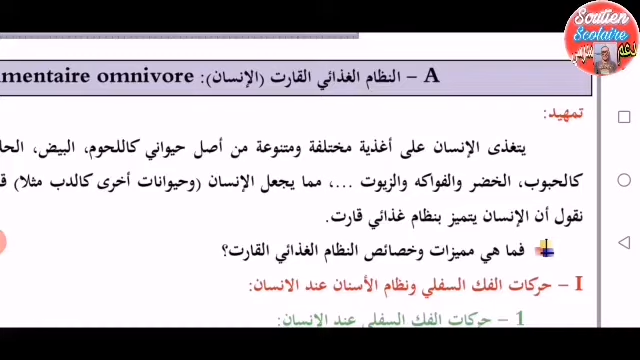 Soutien
Scolaire
دعم
A – النظام الغذائي القارت (الإنسان): mentaire omnivore
تمهيد:
يتغذى الإنسان على أغذية مختلفة ومتنوعة من أصل حيواني كاللحوم، البيض،
كالحبوب، الخضر والفواكه والزيوت ...، مما يجعل الإنسان (وحيوانات أخرى كالدب مثلا)
نقول أن الإنسان يتميز بنظام غذائي قارت.
فما هي مميزات وخصائص النظام الغذائي القارت؟
I – حركات الفك السفلي ونظام الأسنان عند الانسان:
1 – حركات الفك السفلي عند الإنسان: